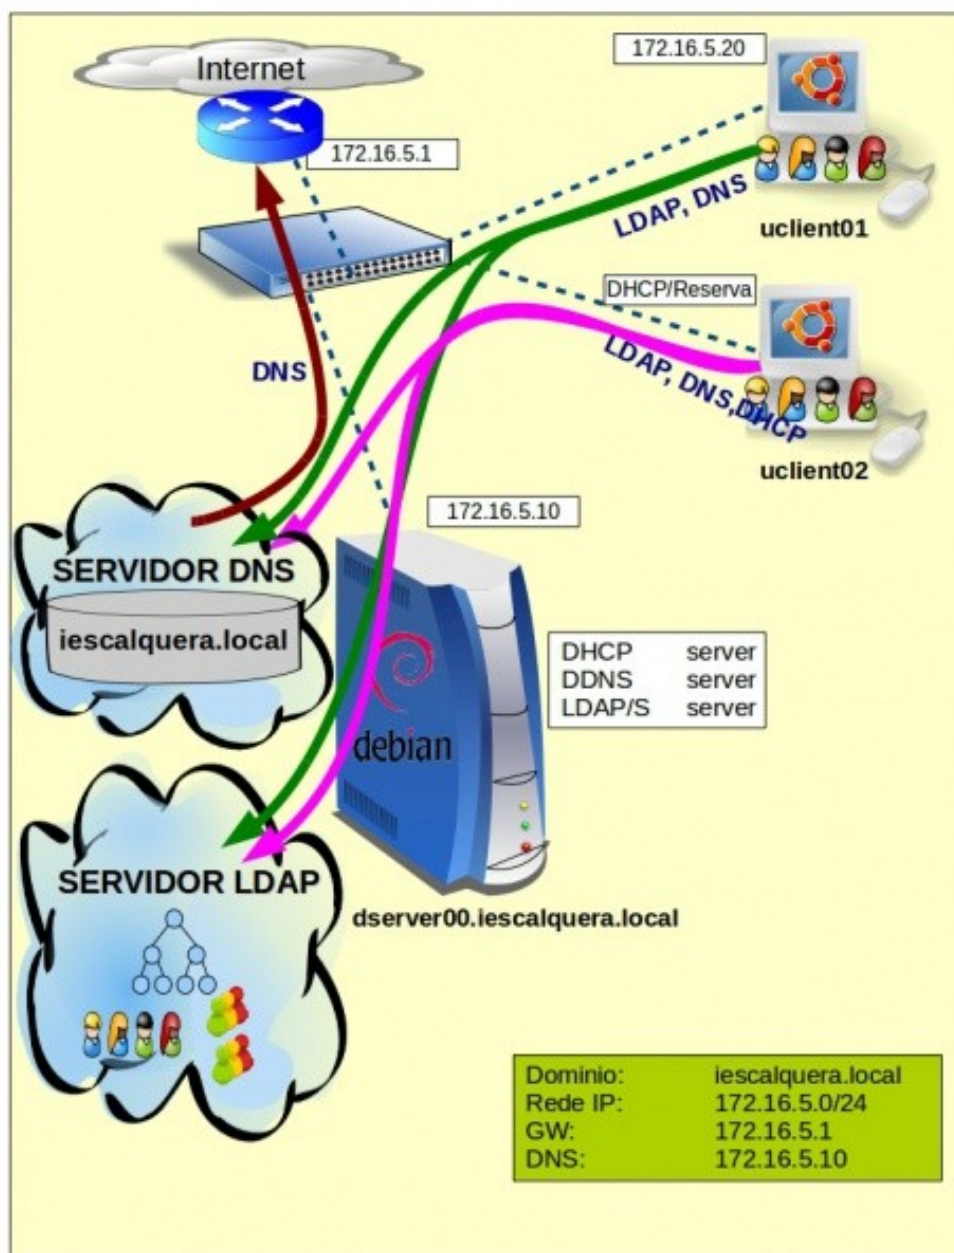 Internet
172.16.5.20
172.16.5.1
LDAP, DNS
uclient01
DHCP/Reserva
DNS
LDAP, DNS,DHCP
uclient02
172.16.5.10
SERVIDOR DNS
iescalquera.local
DHCP server
DDNS server
LDAP/S server
debian
SERVIDOR LDAP
dserver00.iescalquera.local
Dominio: iescalquera.local
Rede IP: 172.16.5.0/24
GW: 172.16.5.1
DNS: 172.16.5.10